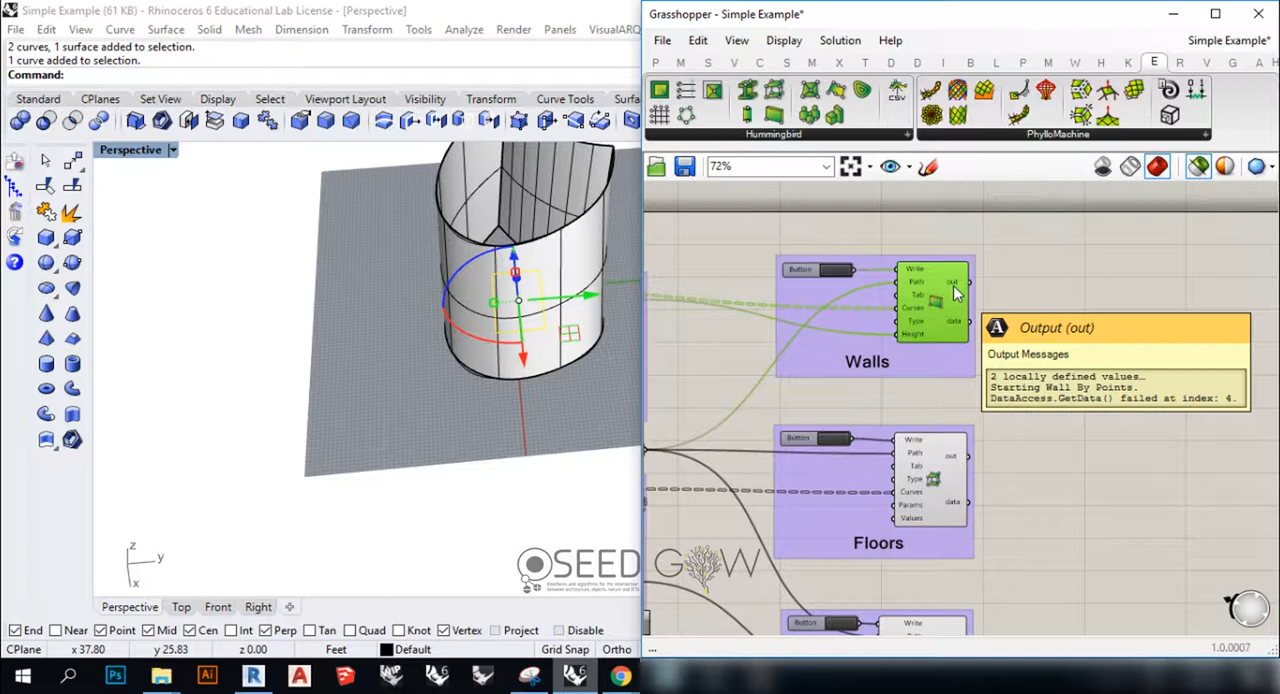 Simple Example (61 KB) - Rhinoceros 6 Educational Lab License - [Perspective]
File Edit View Curve Surface Solid Mesh Dimension Transform Tools Analyze Render Panels VisualARQ
2 curves, 1 surface added to selection.
1 curve added to selection.
Command:
Standard CPlanes Set View Display Select Viewport Layout Visibility Transform Curve Tools Surfa
Perspective
z
y
x
Perspective Top Front Right
End Near Point Mid Cen Int Perp Tan Quad Knot Vertex Project Disable
CPlane x 37.80 y 25.83 z 0.00 Feet Default Grid Snap Ortho
Grasshopper - Simple Example*
File Edit View Display Solution Help Simple Example*
P M S V C S M X T D I B L P M W H K E R V G A H
CSV
Hummingbird PhylloMachine
72%
Button
Write
Path out
Tab
Curves
Type data
Height
Walls
Output (out)
Output Messages
2 locally defined values…
Starting Wall By Points.
DataAccess.GetData() failed at index: 4.
Button
Write
Path out
Tab
Type
Curves
Params data
Values
Floors
SEED G W
Button
Write
... 1.0.0007
Ps Ai R A 6 6